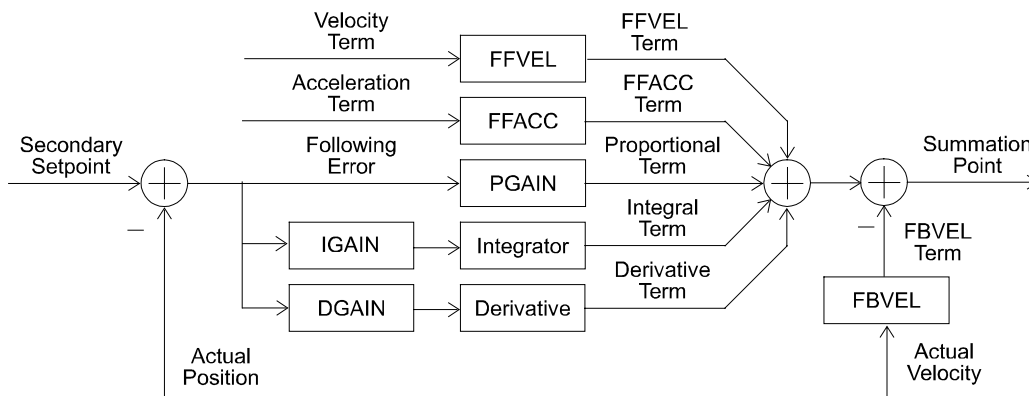 Velocity
Term
FFVEL
FFVEL
Term
Acceleration
Term
FFACC
FFACC
Term
Secondary
Setpoint
Following
Error
PGAIN
Proportional
Term
Summation
Point
–
IGAIN
Integrator
Integral
Term
–
FBVEL
Term
DGAIN
Derivative
Derivative
Term
FBVEL
Actual
Position
Actual
Velocity